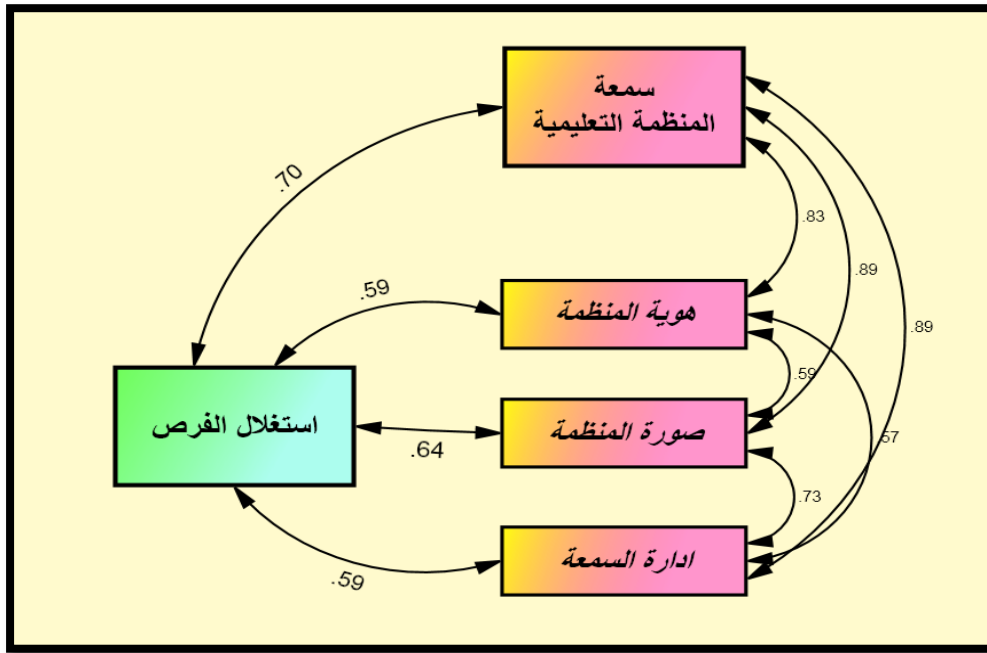 سمعة
المنظمة التعليمية
.70
.83
.59
هوية المنظمة
.89
.89
.59
استغلال الفرص
صورة المنظمة
.64
.57
.73
ادارة السمعة
.59